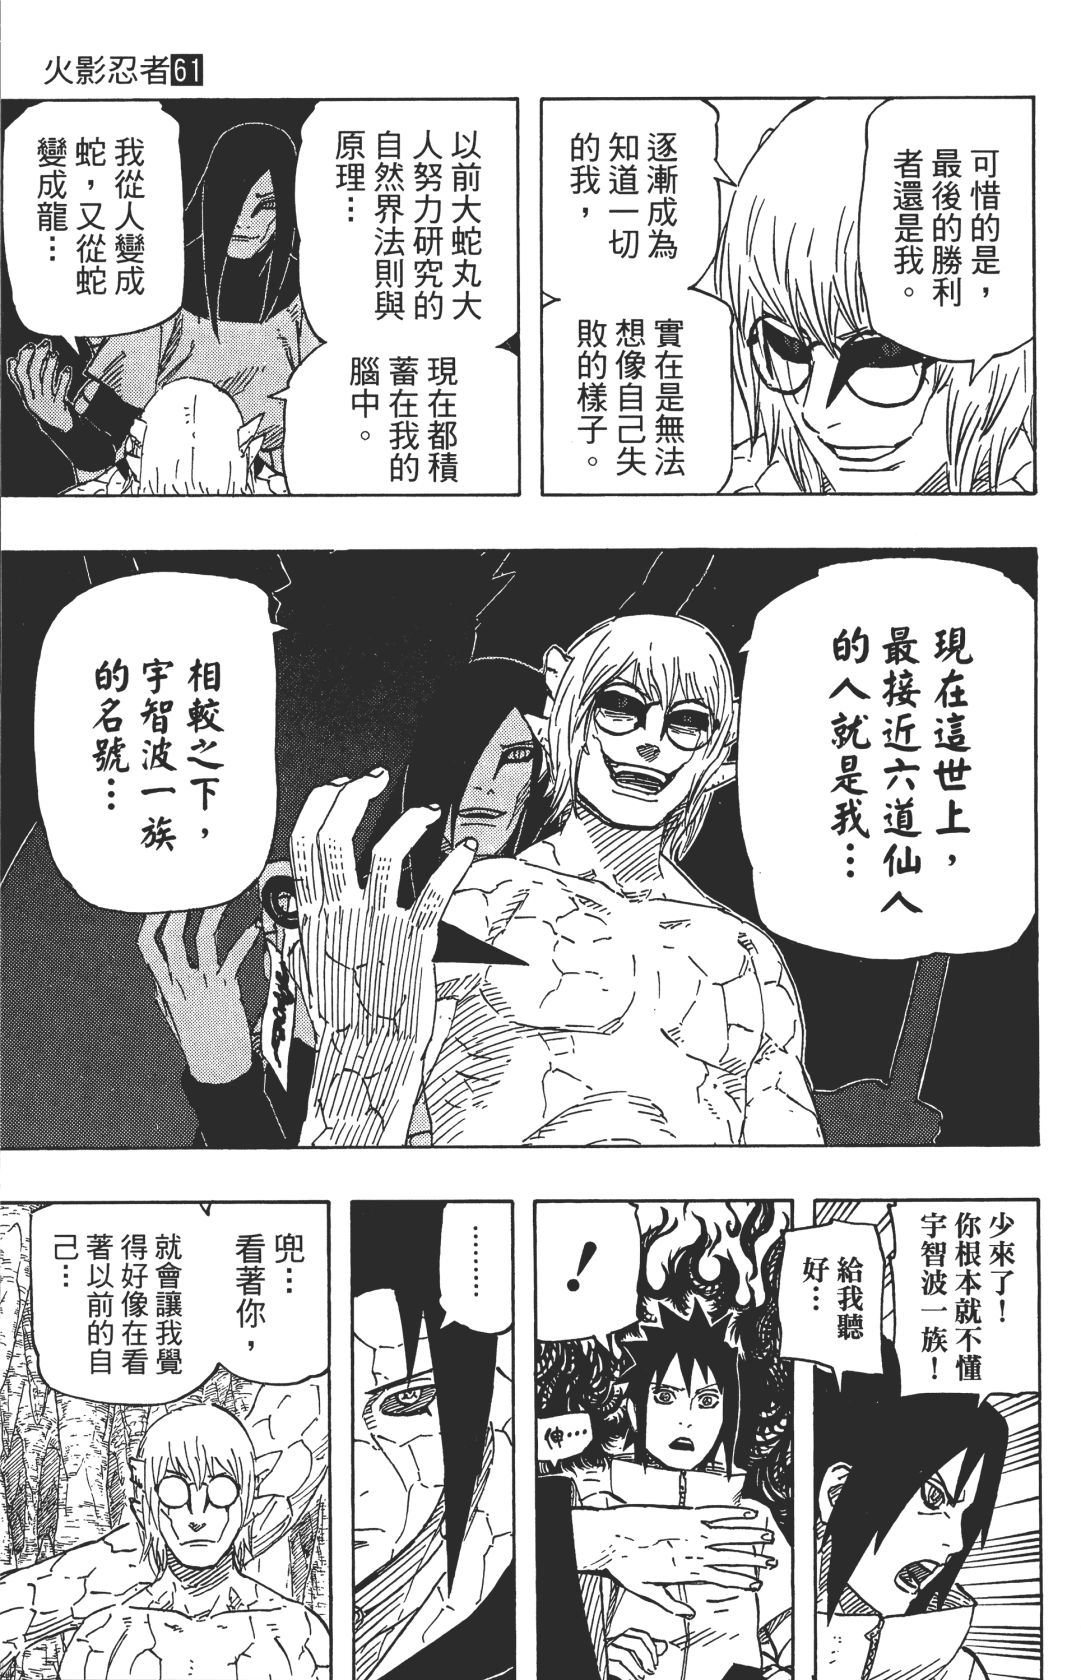 火影忍者61
可惜的是，
最後的勝利
者還是我。
逐漸成為
知道一切
的我，
實在是無法
想像自己失
敗的樣子。
以前大蛇丸大
人努力研究的
自然界法則與
原理…
現在都積
蓄在我的
腦中。
我從人變成
蛇，又從蛇
變成龍…
現在這世上，
最接近六道仙人
的人就是我…
相較之下，
宇智波一族
的名號…
少來了！
你根本就不懂
宇智波一族！
給我聽
好…
！
伸…
……
兜…
看著你，
就會讓我覺
得好像在看
著以前的自
己…